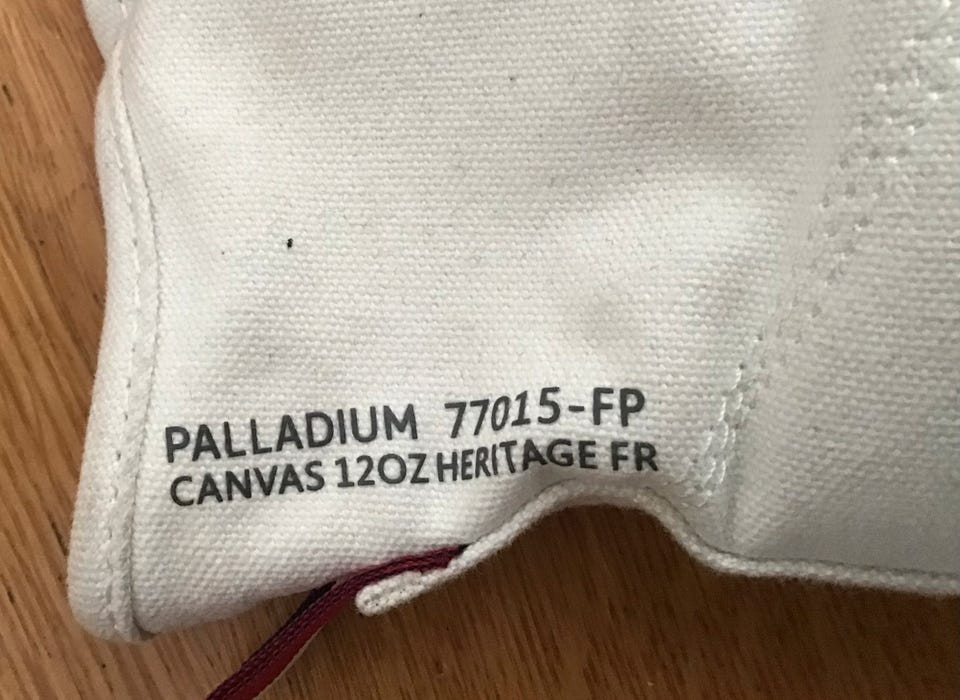 PALLADIUM 77015-FP
CANVAS 12OZ HERITAGE FR